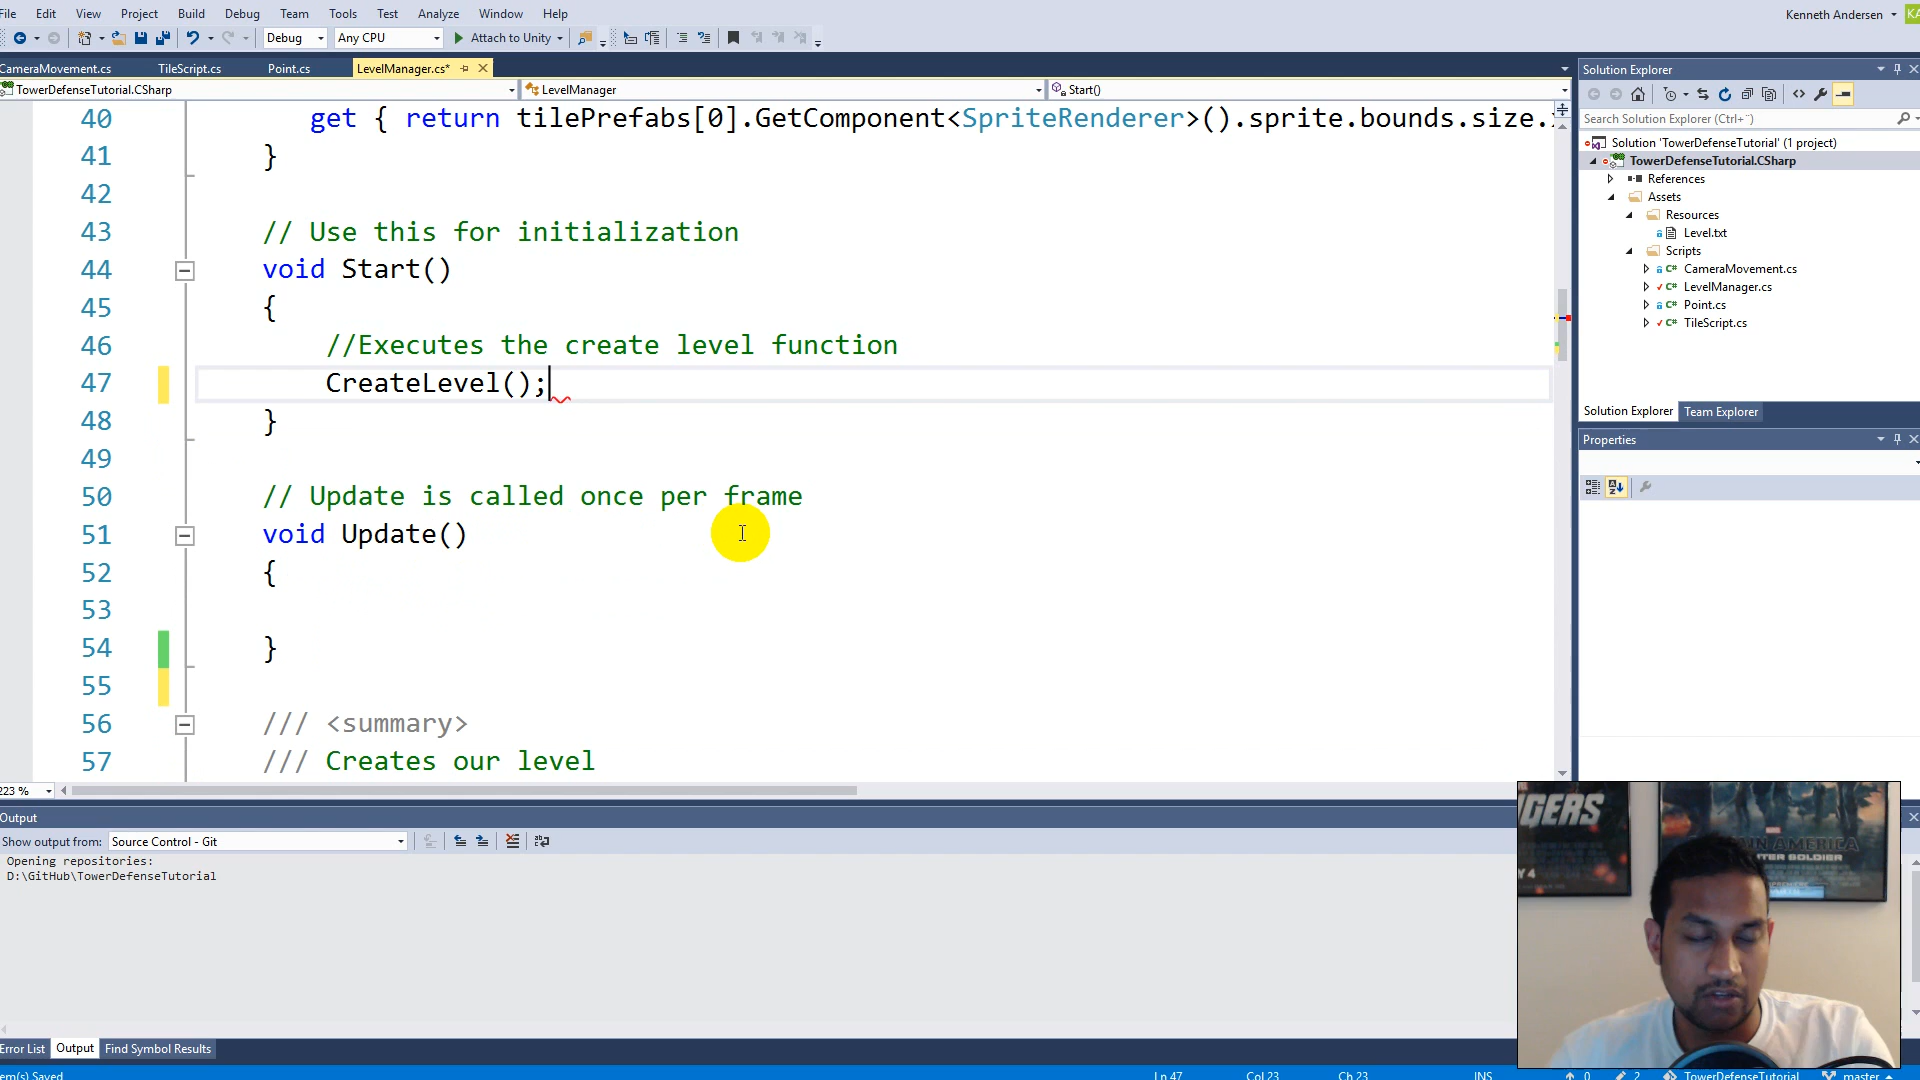 File Edit View Project Build Debug Team Tools Test Analyze Window Help
Kenneth Andersen KA
Debug Any CPU Attach to Unity
CameraMovement.cs TileScript.cs Point.cs LevelManager.cs*
TowerDefenseTutorial.CSharp LevelManager Start()
40 get { return tilePrefabs[0].GetComponent<SpriteRenderer>().sprite.bounds.size.
41 }
42
43 // Use this for initialization
44 void Start()
45 {
46 //Executes the create level function
47 CreateLevel();
48 }
49
50 // Update is called once per frame
51 void Update()
52 {
53
54 }
55
56 /// <summary>
57 /// Creates our level
223 %
Solution Explorer
Search Solution Explorer (Ctrl+¨)
Solution 'TowerDefenseTutorial' (1 project)
TowerDefenseTutorial.CSharp
References
Assets
Resources
Level.txt
Scripts
CameraMovement.cs
LevelManager.cs
Point.cs
TileScript.cs
Solution Explorer Team Explorer
Properties
Output
Show output from: Source Control - Git
Opening repositories:
D:\GitHub\TowerDefenseTutorial
Error List Output Find Symbol Results
em(s) Saved Ln 47 Col 23 Ch 23 INS 0 2 TowerDefenseTutorial master